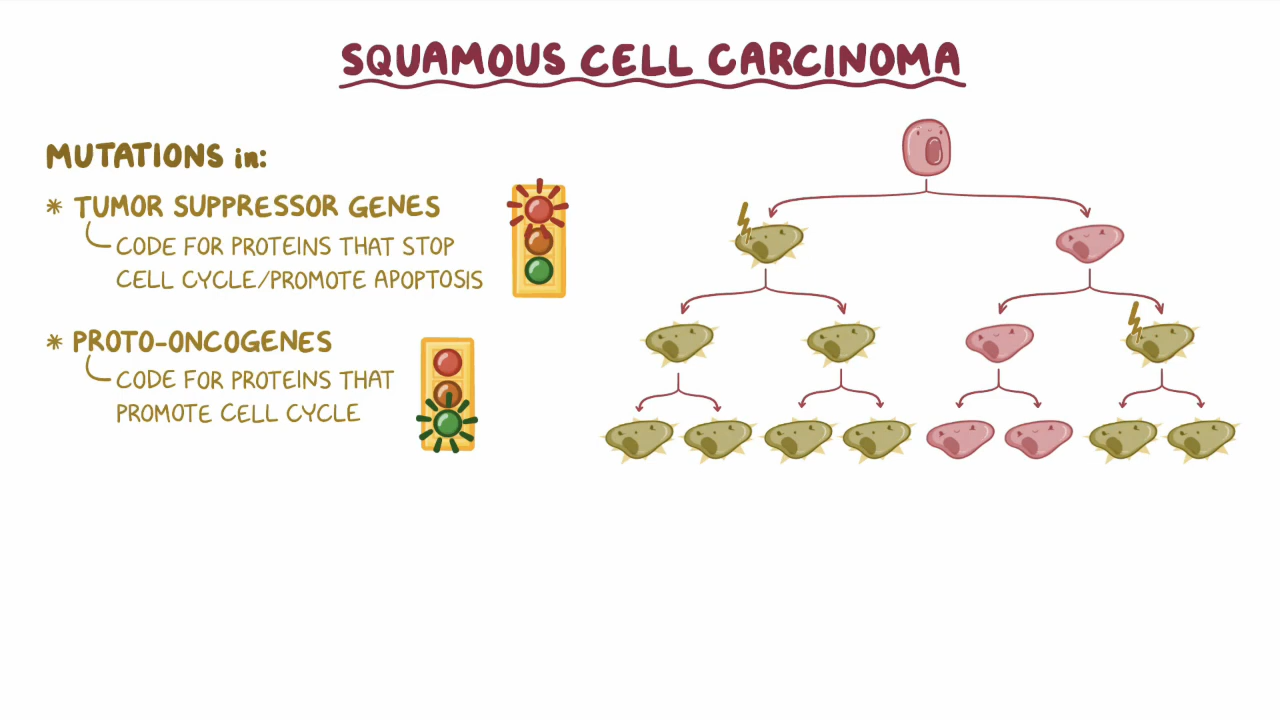 SQUAMOUS CELL CARCINOMA
MUTATIONS in:
* TUMOR SUPPRESSOR GENES
CODE FOR PROTEINS THAT STOP
CELL CYCLE/PROMOTE APOPTOSIS
* PROTO-ONCOGENES
CODE FOR PROTEINS THAT
PROMOTE CELL CYCLE